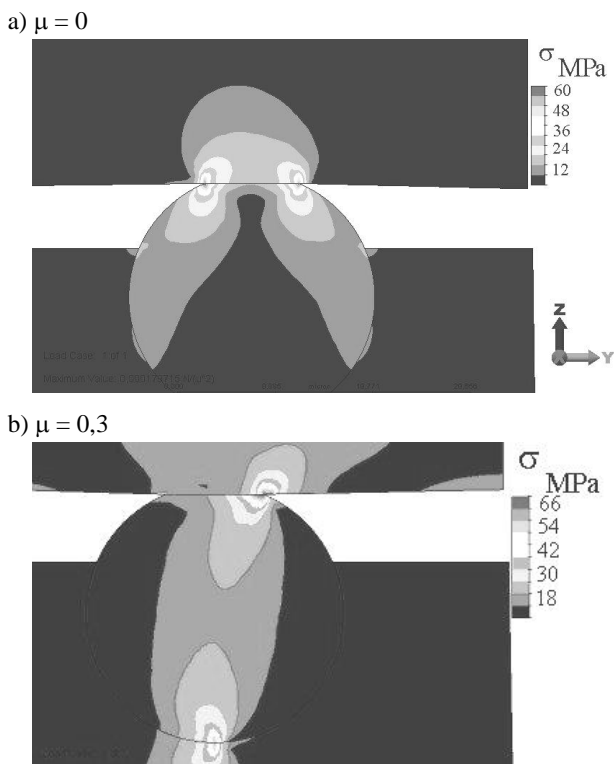 a) μ = 0
σ
MPa
60
48
36
24
12
Load Case: 1 of 1
Z
Y
b) μ = 0,3
σ
MPa
66
54
42
30
18